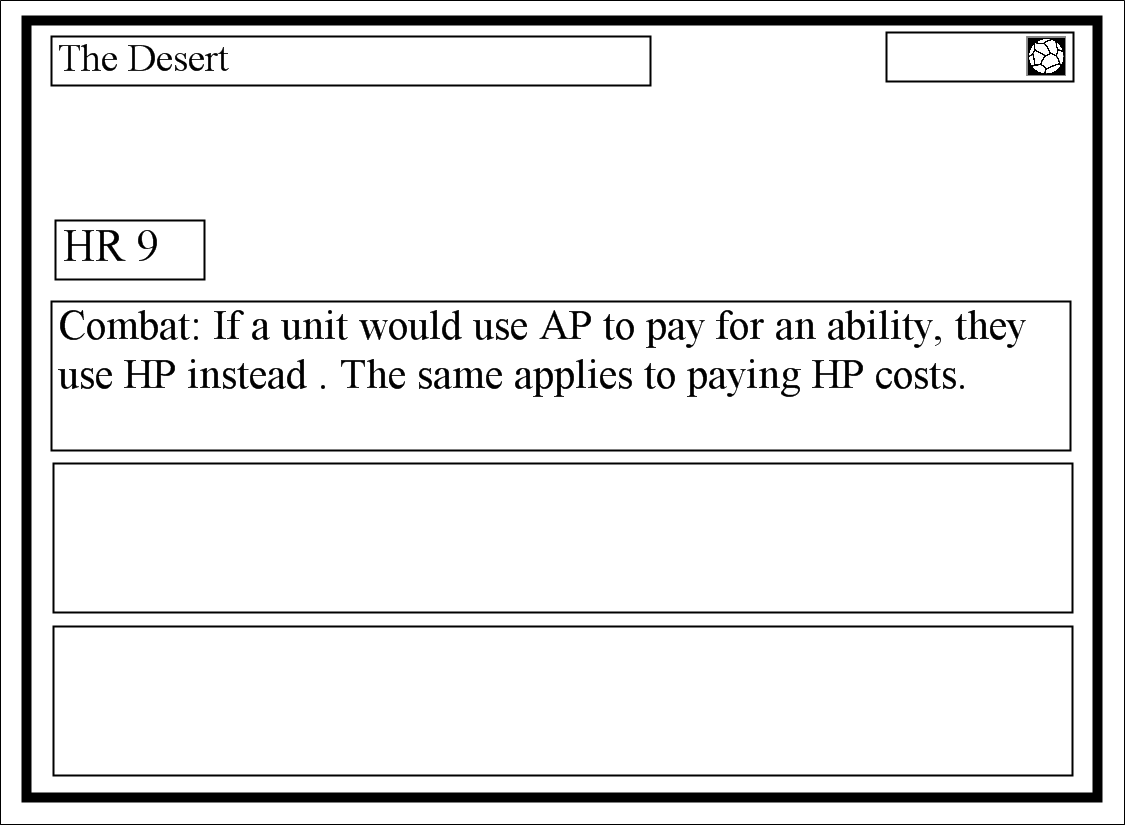 The Desert
HR 9
Combat: If a unit would use AP to pay for an ability, they
use HP instead . The same applies to paying HP costs.